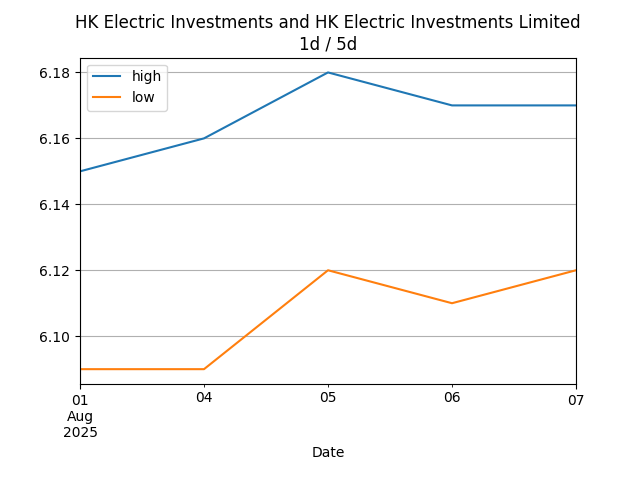 HK Electric Investments and HK Electric Investments Limited
1d / 5d
high
low
6.18
6.16
6.14
6.12
6.10
01
Aug
2025
04
05
06
07
Date